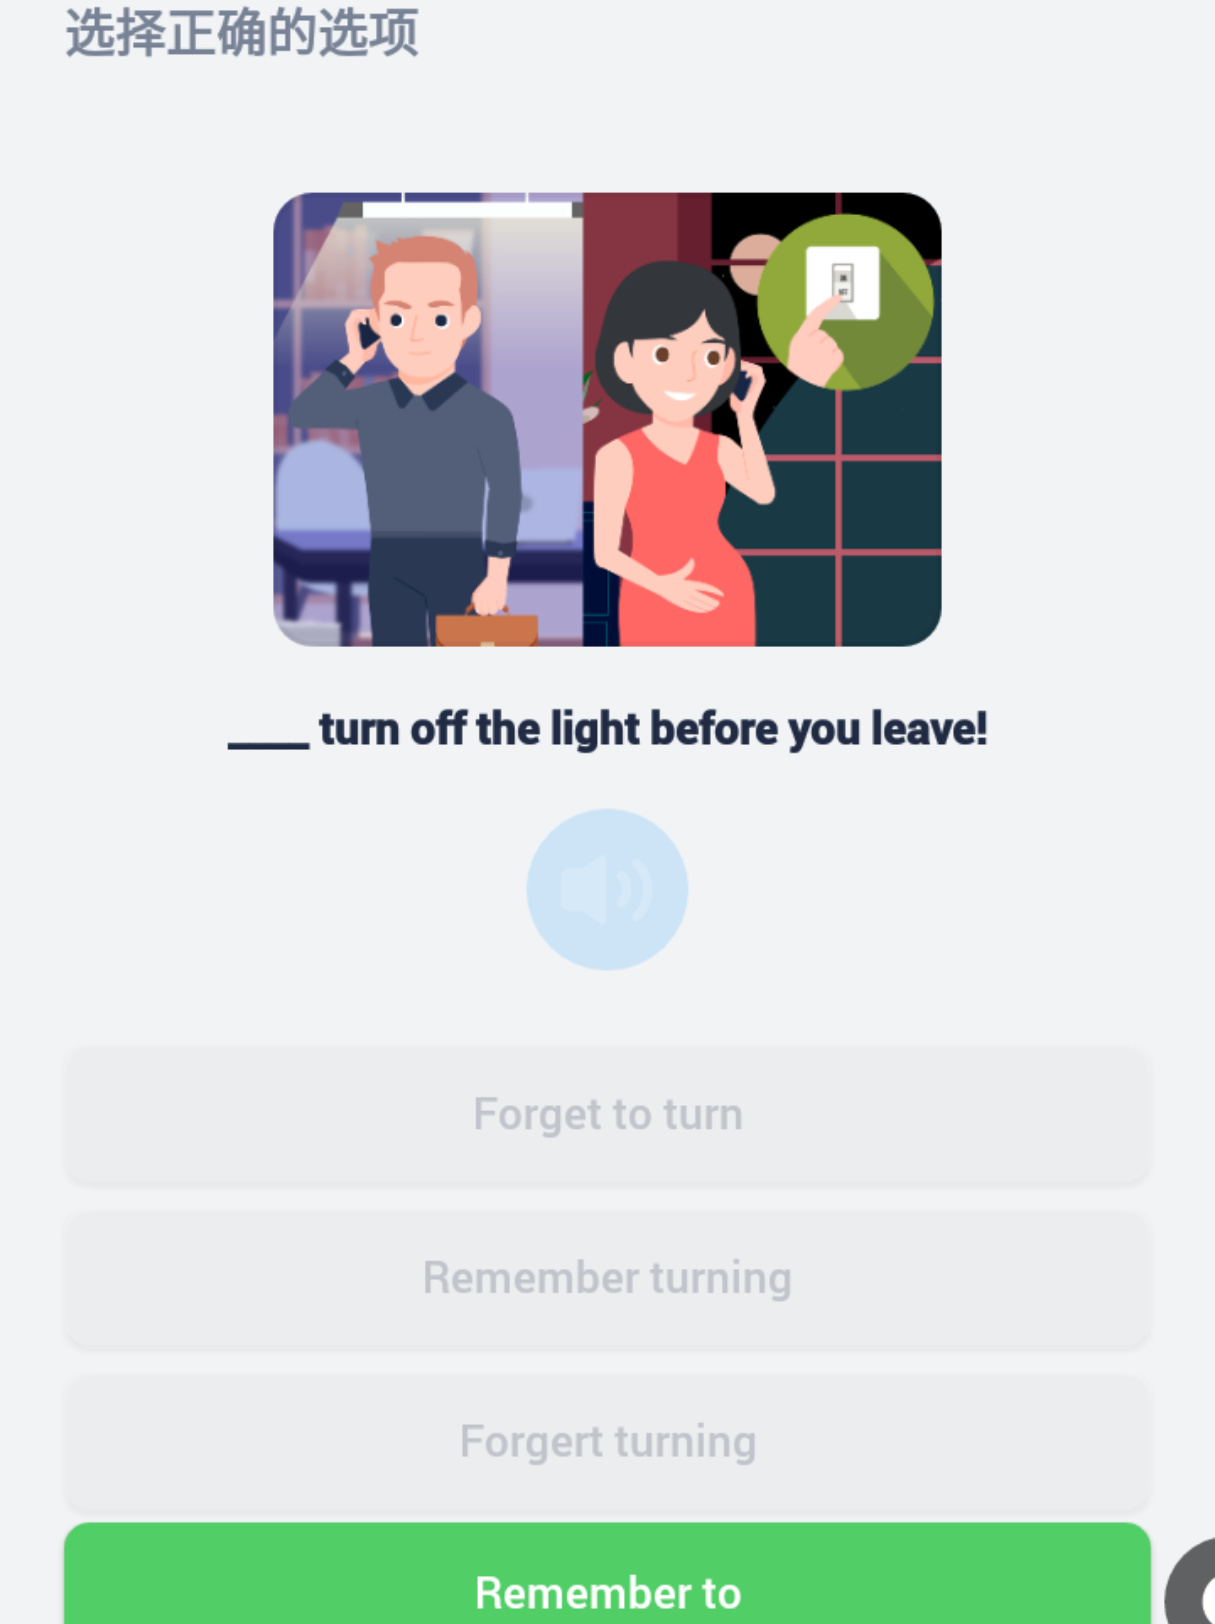 选择正确的选项
____ turn off the light before you leave!
Forget to turn
Remember turning
Forgert turning
Remember to